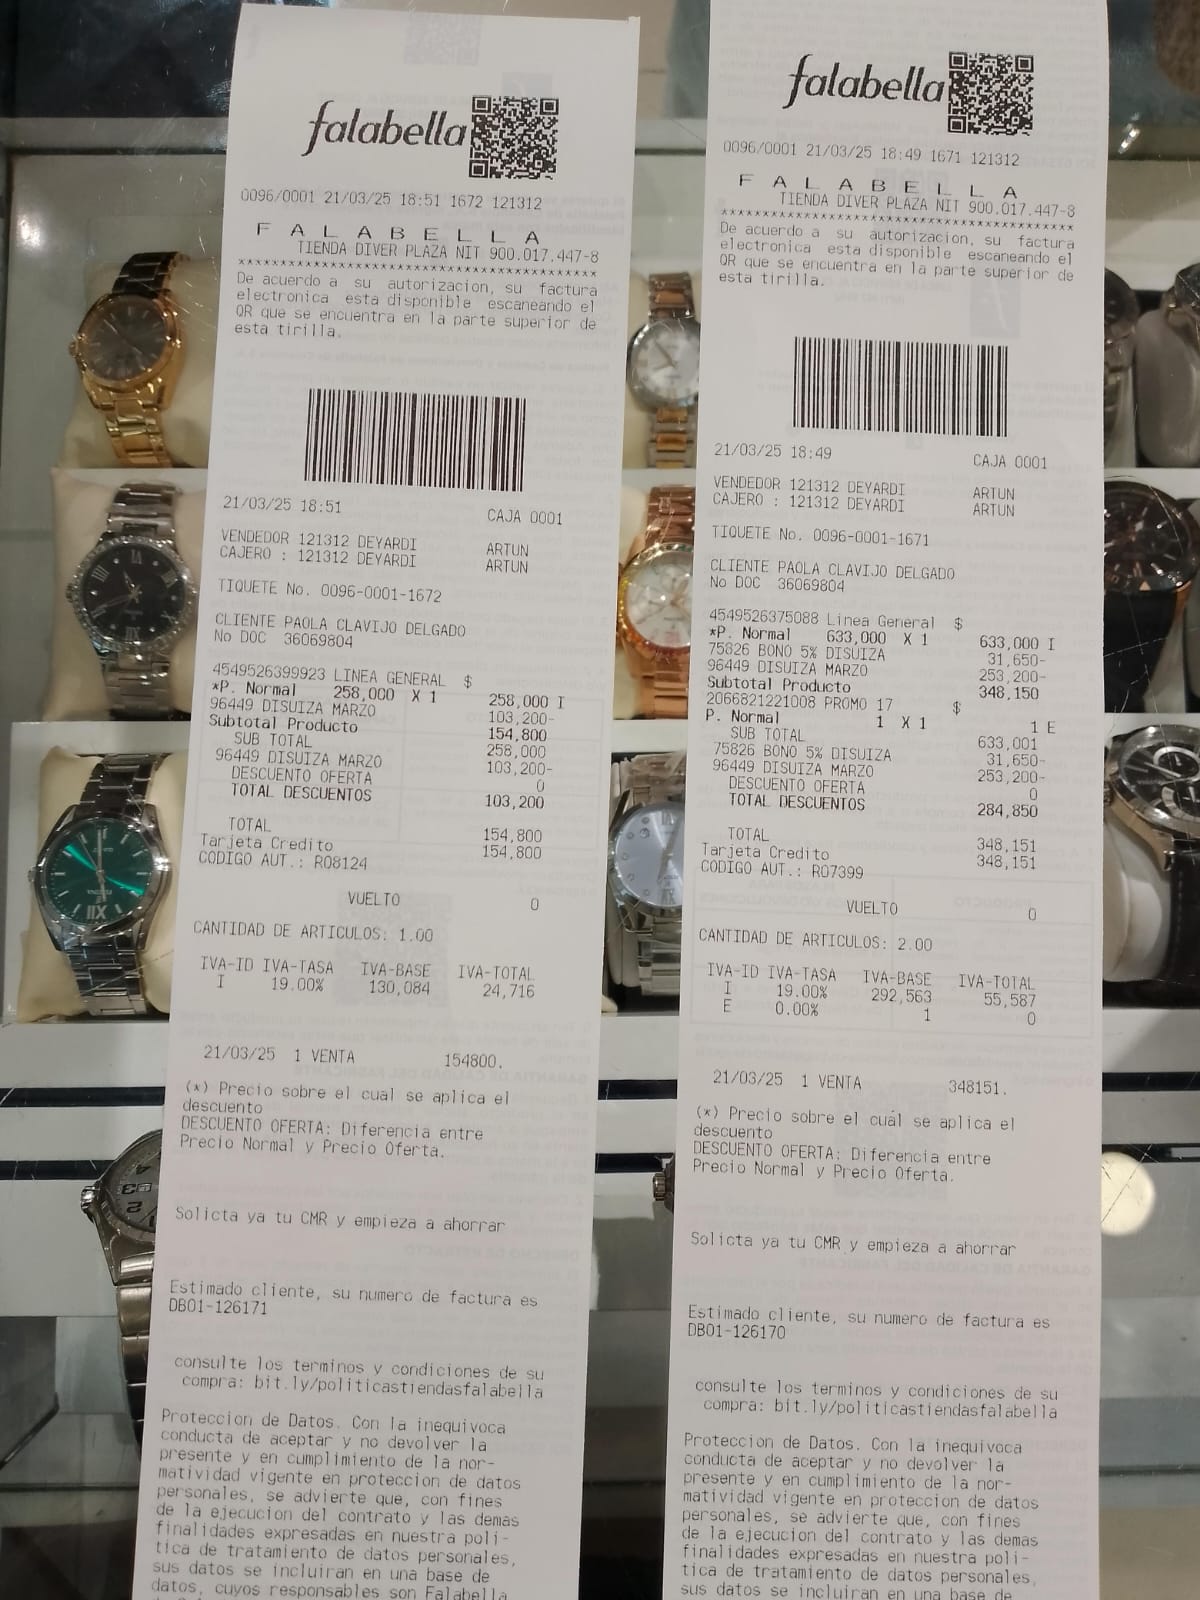 falabella
0096/0001 21/03/25 18:51 1672 121312
F A L A B E L L A
TIENDA DIVER PLAZA NIT 900.017.447-8
****************************************
De acuerdo a su autorizacion, su factura
electronica esta disponible escaneando el
QR que se encuentra en la parte superior de
esta tirilla.
21/03/25 18:51 CAJA 0001
VENDEDOR 121312 DEYARDI ARTUN
CAJERO : 121312 DEYARDI ARTUN
TIQUETE No. 0096-0001-1672
CLIENTE PAOLA CLAVIJO DELGADO
No DOC 36069804
4549526399923 LINEA GENERAL $
*P. Normal 258,000 X 1 258,000 I
96449 DISUIZA MARZO 103,200-
Subtotal Producto 154,800
SUB TOTAL 258,000
96449 DISUIZA MARZO 103,200-
DESCUENTO OFERTA 0
TOTAL DESCUENTOS 103,200
TOTAL 154,800
Tarjeta Credito 154,800
CODIGO AUT.: R08124
VUELTO 0
CANTIDAD DE ARTICULOS: 1.00
IVA-ID IVA-TASA IVA-BASE IVA-TOTAL
I 19.00% 130,084 24,716
21/03/25 1 VENTA 154800.
(*) Precio sobre el cual se aplica el
descuento
DESCUENTO OFERTA: Diferencia entre
Precio Normal y Precio Oferta.
Solicta ya tu CMR y empieza a ahorrar
Estimado cliente, su numero de factura es
DB01-126171
consulte los terminos y condiciones de su
compra: bit.ly/politicastiendasfalabella
Proteccion de Datos. Con la inequivoca
conducta de aceptar y no devolver la
presente y en cumplimiento de la nor-
matividad vigente en proteccion de datos
personales, se advierte que, con fines
de la ejecucion del contrato y las demas
finalidades expresadas en nuestra poli-
tica de tratamiento de datos personales,
sus datos se incluiran en una base de
datos, cuyos responsables son Falabella
falabella
0096/0001 21/03/25 18:49 1671 121312
F A L A B E L L A
TIENDA DIVER PLAZA NIT 900.017.447-8
****************************************
De acuerdo a su autorizacion, su factura
electronica esta disponible escaneando el
QR que se encuentra en la parte superior de
esta tirilla.
21/03/25 18:49 CAJA 0001
VENDEDOR 121312 DEYARDI ARTUN
CAJERO : 121312 DEYARDI ARTUN
TIQUETE No. 0096-0001-1671
CLIENTE PAOLA CLAVIJO DELGADO
No DOC 36069804
4549526375088 Linea General $
*P. Normal 633,000 X 1 633,000 I
75826 BONO 5% DISUIZA 31,650-
96449 DISUIZA MARZO 253,200-
Subtotal Producto 348,150
2066821221008 PROMO 17 $
P. Normal 1 X 1 1 E
SUB TOTAL 633,001
75826 BONO 5% DISUIZA 31,650-
96449 DISUIZA MARZO 253,200-
DESCUENTO OFERTA 0
TOTAL DESCUENTOS 284,850
TOTAL 348,151
Tarjeta Credito 348,151
CODIGO AUT.: R07399
VUELTO 0
CANTIDAD DE ARTICULOS: 2.00
IVA-ID IVA-TASA IVA-BASE IVA-TOTAL
I 19.00% 292,563 55,587
E 0.00% 1 0
21/03/25 1 VENTA 348151.
(*) Precio sobre el cual se aplica el
descuento
DESCUENTO OFERTA: Diferencia entre
Precio Normal y Precio Oferta.
Solicta ya tu CMR y empieza a ahorrar
Estimado cliente, su numero de factura es
DB01-126170
consulte los terminos y condiciones de su
compra: bit.ly/politicastiendasfalabella
Proteccion de Datos. Con la inequivoca
conducta de aceptar y no devolver la
presente y en cumplimiento de la nor-
matividad vigente en proteccion de datos
personales, se advierte que, con fines
de la ejecucion del contrato y las demas
finalidades expresadas en nuestra poli-
tica de tratamiento de datos personales,
sus datos se incluiran en una base de